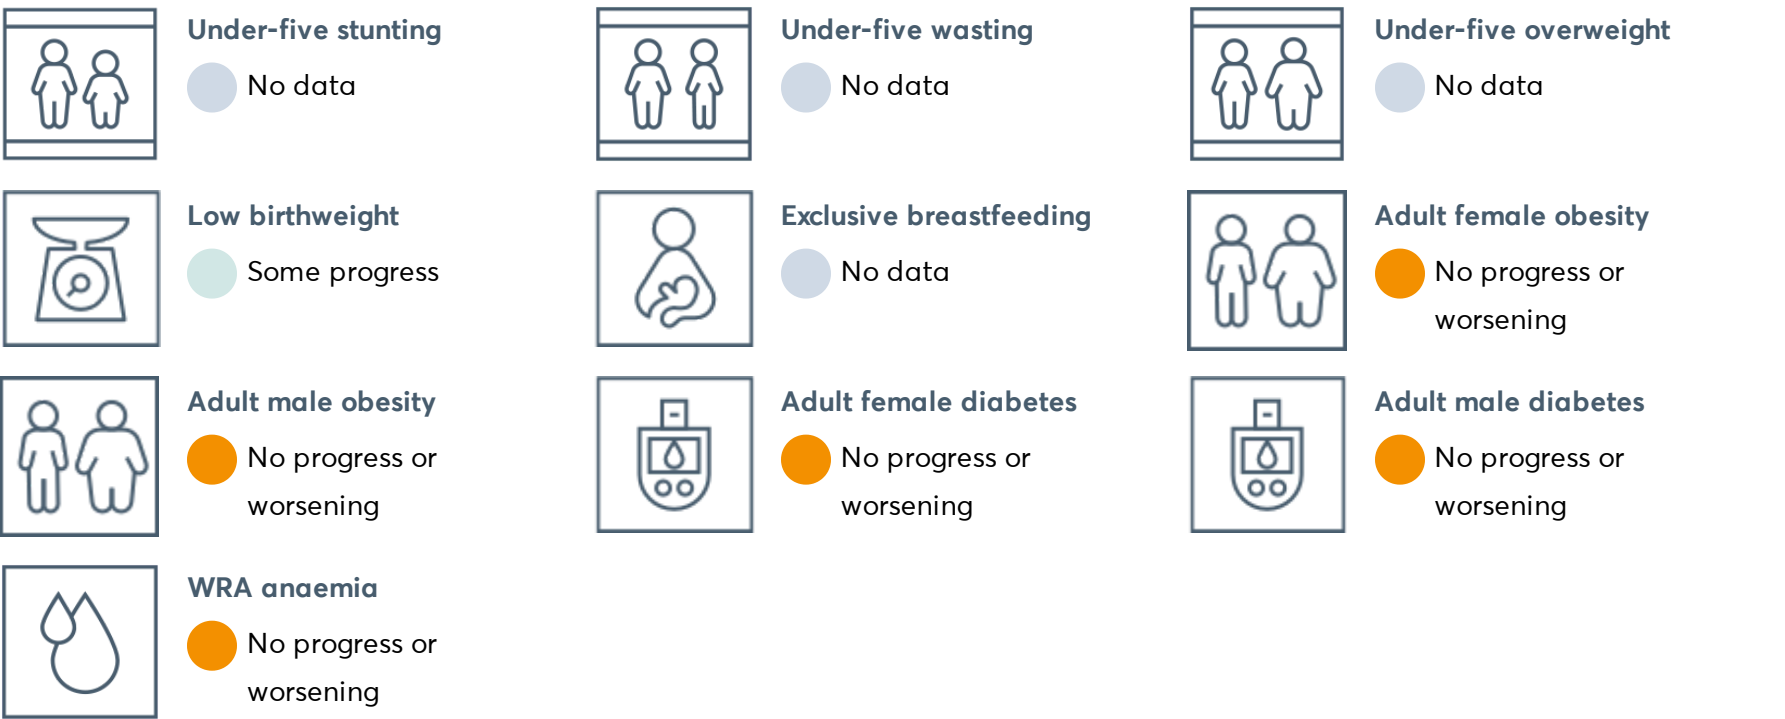 Under-five stunting
No data
Under-five wasting
No data
Under-five overweight
No data
Low birthweight
Some progress
Exclusive breastfeeding
No data
Adult female obesity
No progress or
worsening
Adult male obesity
No progress or
worsening
Adult female diabetes
No progress or
worsening
Adult male diabetes
No progress or
worsening
WRA anaemia
No progress or
worsening